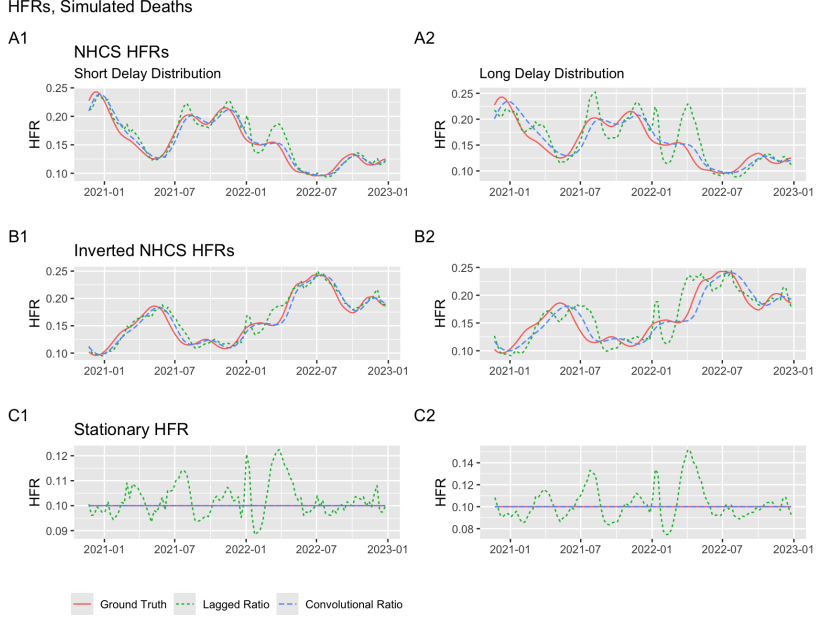 HFRs, Simulated Deaths
A1
A2
NHCS HFRs
Short Delay Distribution
Long Delay Distribution
HFR
0.25
0.20
0.15
0.10
2021-01 2021-07 2022-01 2022-07 2023-01
HFR
0.25
0.20
0.15
0.10
2021-01 2021-07 2022-01 2022-07 2023-01
B1
B2
Inverted NHCS HFRs
HFR
0.25
0.20
0.15
0.10
2021-01 2021-07 2022-01 2022-07 2023-01
HFR
0.25
0.20
0.15
0.10
2021-01 2021-07 2022-01 2022-07 2023-01
C1
C2
Stationary HFR
HFR
0.12
0.11
0.10
0.09
2021-01 2021-07 2022-01 2022-07 2023-01
HFR
0.14
0.12
0.10
0.08
2021-01 2021-07 2022-01 2022-07 2023-01
Ground Truth Lagged Ratio Convolutional Ratio